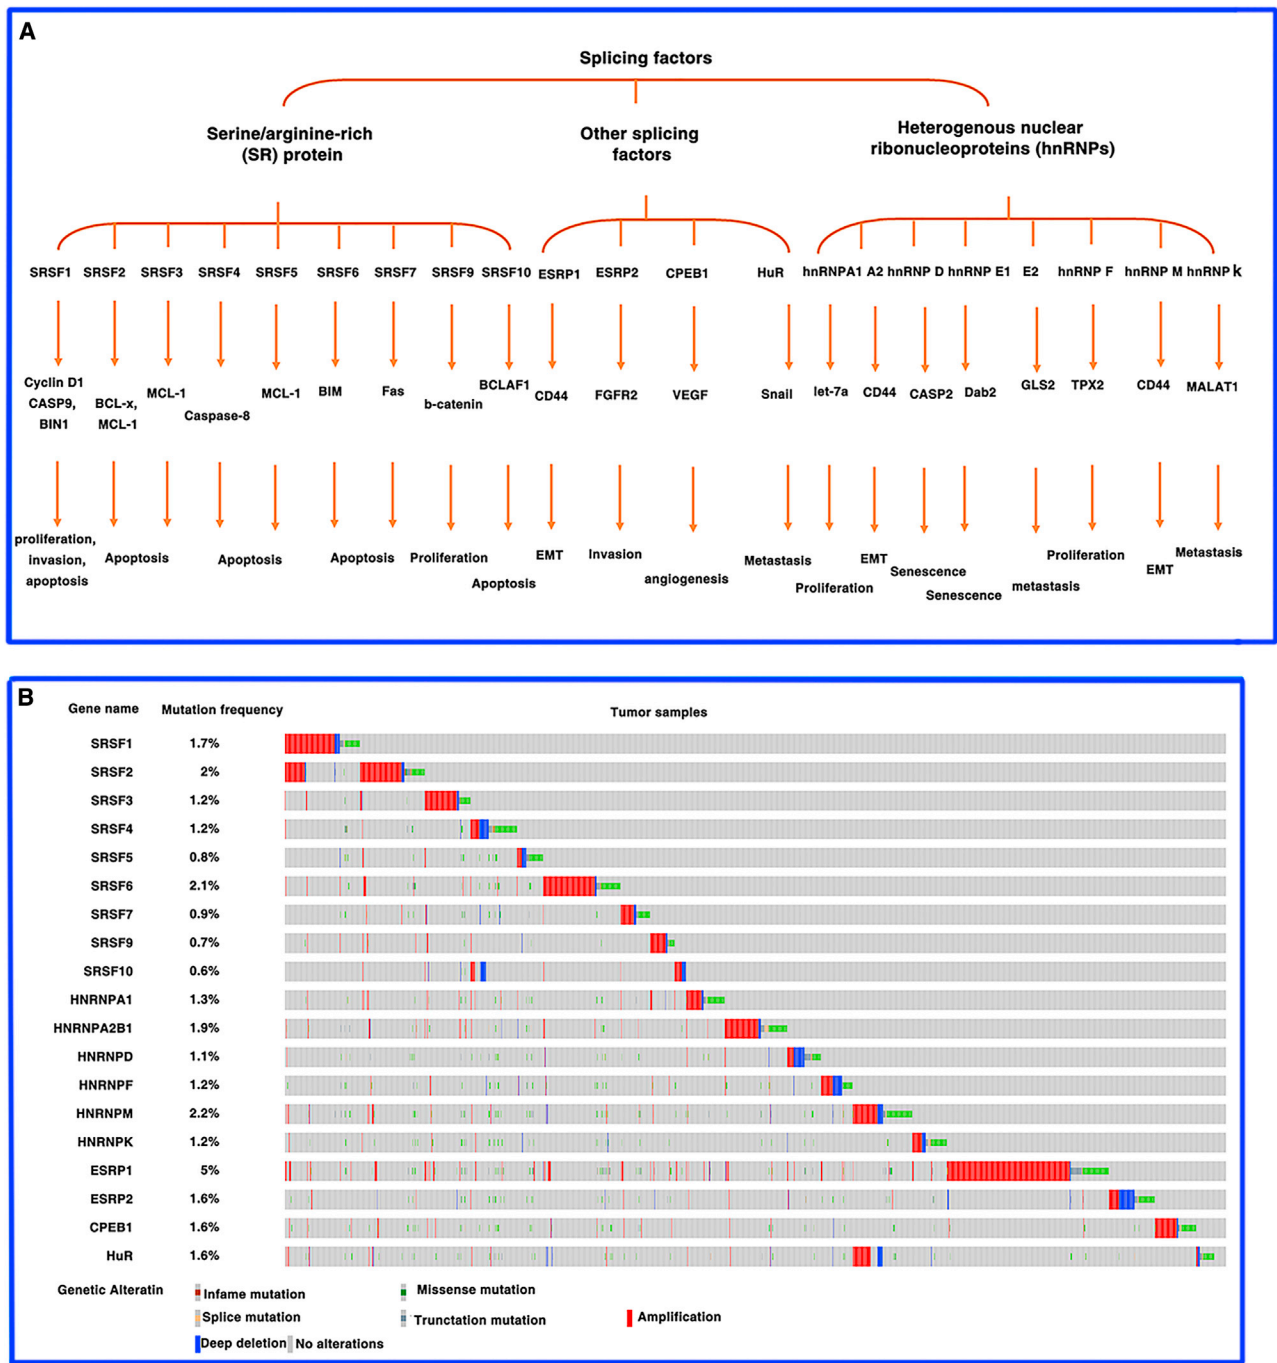 A
Splicing factors
Serine/arginine-rich
(SR) protein
Other splicing
factors
Heterogenous nuclear
ribonucleoproteins (hnRNPs)
SRSF1 SRSF2 SRSF3 SRSF4 SRSF5 SRSF6 SRSF7 SRSF9 SRSF10 ESRP1 ESRP2 CPEB1 HuR hnRNPA1 A2 hnRNP D hnRNP E1 E2 hnRNP F hnRNP M hnRNP k
Cyclin D1
CASP9,
BIN1
BCL-x,
MCL-1
MCL-1
Caspase-8
MCL-1
BIM
Fas
b-catenin
BCLAF1
CD44
FGFR2
VEGF
Snail
let-7a
CD44
CASP2
Dab2
GLS2
TPX2
CD44
MALAT1
proliferation,
invasion,
apoptosis
Apoptosis
Apoptosis
Apoptosis
Proliferation
Apoptosis
EMT
Invasion
angiogenesis
Metastasis
Proliferation
EMT
Senescence
Senescence
metastasis
Proliferation
EMT
Metastasis
B
Gene name Mutation frequency Tumor samples
SRSF1 1.7%
SRSF2 2%
SRSF3 1.2%
SRSF4 1.2%
SRSF5 0.8%
SRSF6 2.1%
SRSF7 0.9%
SRSF9 0.7%
SRSF10 0.6%
HNRNPA1 1.3%
HNRNPA2B1 1.9%
HNRNPD 1.1%
HNRNPF 1.2%
HNRNPM 2.2%
HNRNPK 1.2%
ESRP1 5%
ESRP2 1.6%
CPEB1 1.6%
HuR 1.6%
Genetic Alteratin Infame mutation Missense mutation
Splice mutation Trunctation mutation Amplification
Deep deletion No alterations